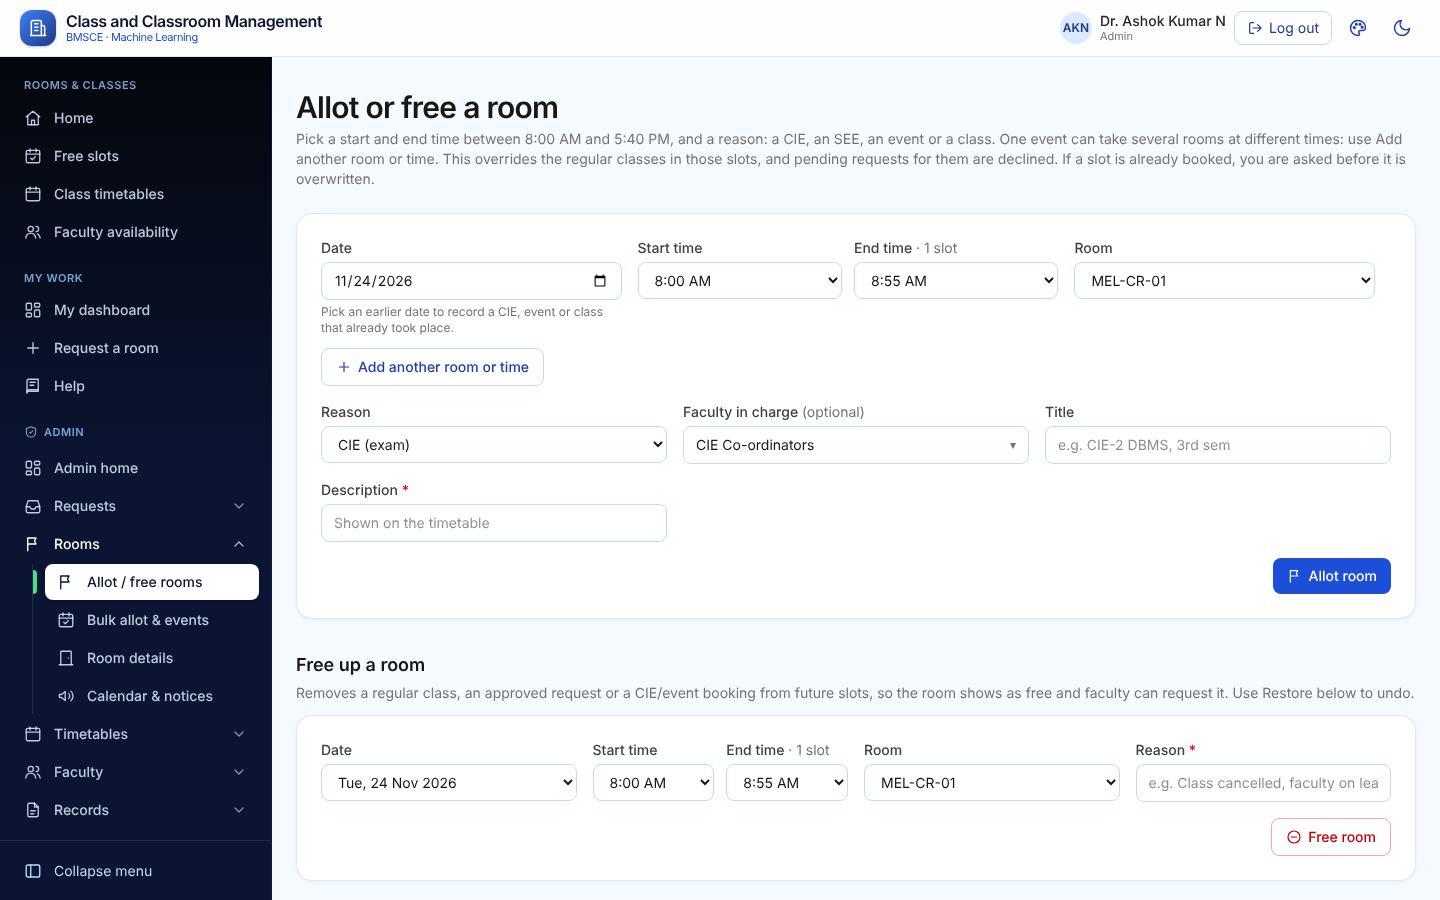 Class and Classroom Management
BMSCE · Machine Learning
AKN
Dr. Ashok Kumar N
Admin
Log out
ROOMS & CLASSES
Home
Free slots
Class timetables
Faculty availability
MY WORK
My dashboard
Request a room
Help
ADMIN
Admin home
Requests
Rooms
Allot / free rooms
Bulk allot & events
Room details
Calendar & notices
Timetables
Faculty
Records
Collapse menu
Allot or free a room
Pick a start and end time between 8:00 AM and 5:40 PM, and a reason: a CIE, an SEE, an event or a class. One event can take several rooms at different times: use Add
another room or time. This overrides the regular classes in those slots, and pending requests for them are declined. If a slot is already booked, you are asked before it is
overwritten.
Date
Start time
End time · 1 slot
Room
11/24/2026
8:00 AM
8:55 AM
MEL-CR-01
Pick an earlier date to record a CIE, event or class
that already took place.
Add another room or time
Reason
Faculty in charge (optional)
Title
CIE (exam)
CIE Co-ordinators
e.g. CIE-2 DBMS, 3rd sem
Description *
Shown on the timetable
Allot room
Free up a room
Removes a regular class, an approved request or a CIE/event booking from future slots, so the room shows as free and faculty can request it. Use Restore below to undo.
Date
Start time
End time · 1 slot
Room
Reason *
Tue, 24 Nov 2026
8:00 AM
8:55 AM
MEL-CR-01
e.g. Class cancelled, faculty on lea
Free room